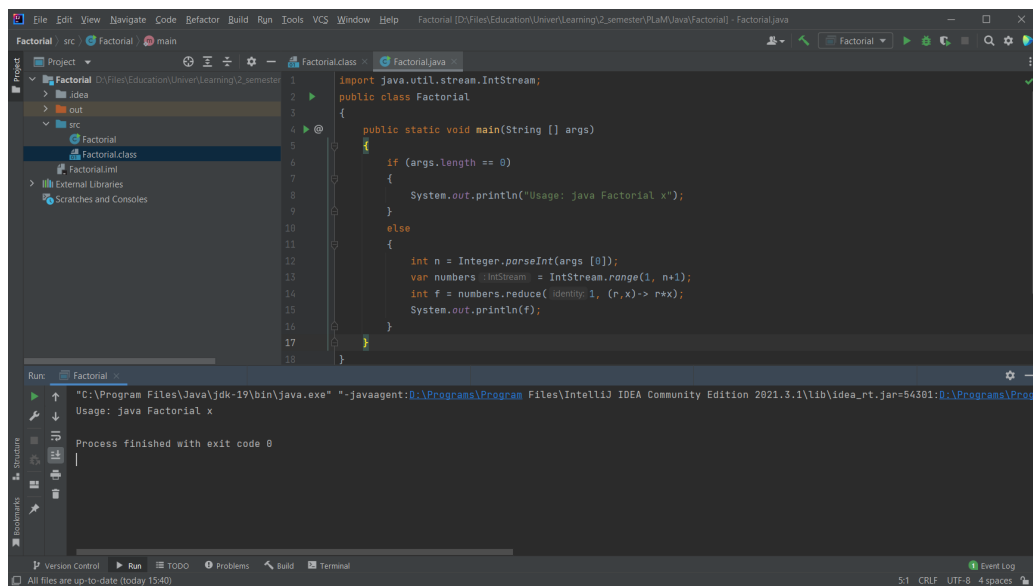 File Edit View Navigate Code Refactor Build Run Tools VCS Window Help Factorial [D:\Files\Education\Univer\Learning\2_semester\PLaM\Java\Factorial] - Factorial.java
Factorial src Factorial main Factorial
Project
Factorial D:\Files\Education\Univer\Learning\2_semester
.idea
out
src
Factorial
Factorial.class
Factorial.iml
External Libraries
Scratches and Consoles
Factorial.class Factorial.java
1 import java.util.stream.IntStream;
2 public class Factorial
3 {
4 @ public static void main(String [] args)
5 {
6 if (args.length == 0)
7 {
8 System.out.println("Usage: java Factorial x");
9 }
10 else
11 {
12 int n = Integer.parseInt(args [0]);
13 var numbers : IntStream = IntStream.range(1, n+1);
14 int f = numbers.reduce( identity: 1, (r,x)-> r*x);
15 System.out.println(f);
16 }
17 }
18 }
Run: Factorial
"C:\Program Files\Java\jdk-19\bin\java.exe" "-javaagent:D:\Programs\Program Files\IntelliJ IDEA Community Edition 2021.3.1\lib\idea_rt.jar=54301:D:\Programs\Prog
Usage: java Factorial x
Process finished with exit code 0
Structure
Bookmarks
Version Control Run TODO Problems Build Terminal 1 Event Log
All files are up-to-date (today 15:40) 5:1 CRLF UTF-8 4 spaces